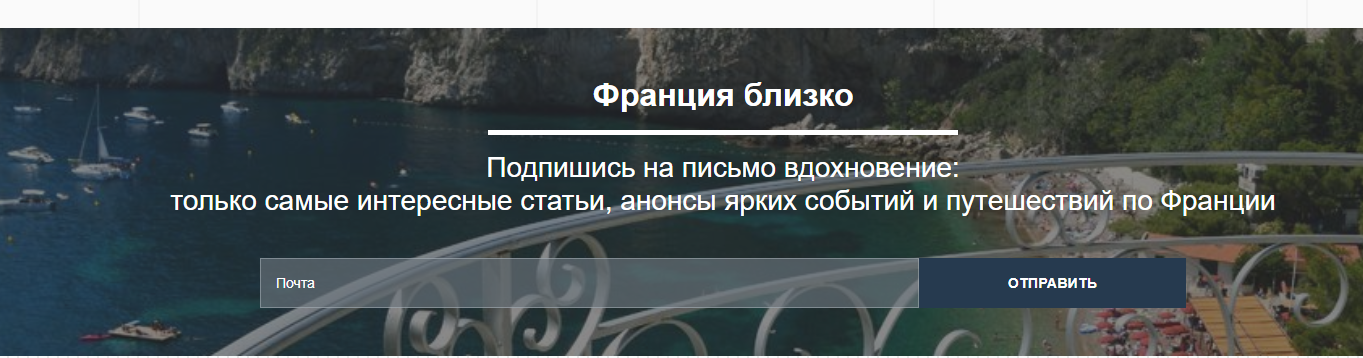 Франция близко
Подпишись на письмо вдохновение:
только самые интересные статьи, анонсы ярких событий и путешествий по Франции
Почта
ОТПРАВИТЬ